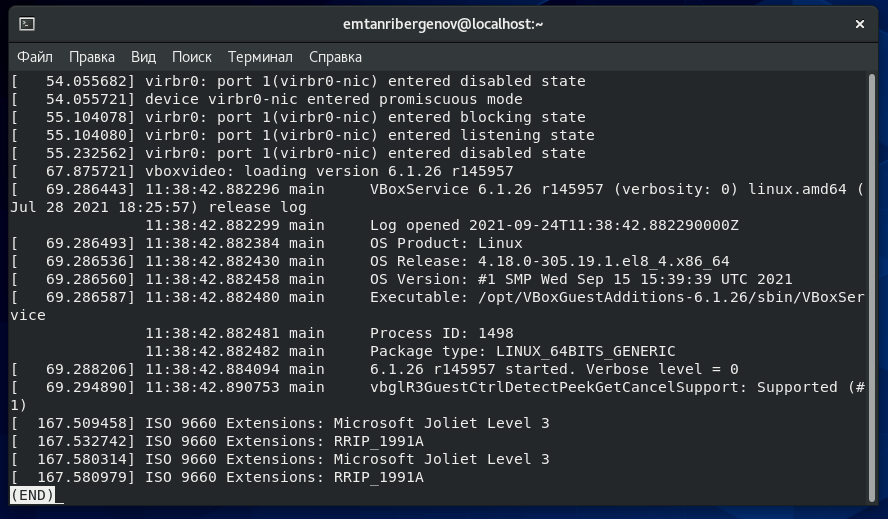 emtanribergenov@localhost:~
Файл Правка Вид Поиск Терминал Справка
[   54.055682] virbr0: port 1(virbr0-nic) entered disabled state
[   54.055721] device virbr0-nic entered promiscuous mode
[   55.104078] virbr0: port 1(virbr0-nic) entered blocking state
[   55.104080] virbr0: port 1(virbr0-nic) entered listening state
[   55.232562] virbr0: port 1(virbr0-nic) entered disabled state
[   67.875721] vboxvideo: loading version 6.1.26 r145957
[   69.286443] 11:38:42.882296 main     VBoxService 6.1.26 r145957 (verbosity: 0) linux.amd64 (
Jul 28 2021 18:25:57) release log
               11:38:42.882299 main     Log opened 2021-09-24T11:38:42.882290000Z
[   69.286493] 11:38:42.882384 main     OS Product: Linux
[   69.286536] 11:38:42.882430 main     OS Release: 4.18.0-305.19.1.el8_4.x86_64
[   69.286560] 11:38:42.882458 main     OS Version: #1 SMP Wed Sep 15 15:39:39 UTC 2021
[   69.286587] 11:38:42.882480 main     Executable: /opt/VBoxGuestAdditions-6.1.26/sbin/VBoxSer
vice
               11:38:42.882481 main     Process ID: 1498
               11:38:42.882482 main     Package type: LINUX_64BITS_GENERIC
[   69.288206] 11:38:42.884094 main     6.1.26 r145957 started. Verbose level = 0
[   69.294890] 11:38:42.890753 main     vbglR3GuestCtrlDetectPeekGetCancelSupport: Supported (#
1)
[  167.509458] ISO 9660 Extensions: Microsoft Joliet Level 3
[  167.532742] ISO 9660 Extensions: RRIP_1991A
[  167.580314] ISO 9660 Extensions: Microsoft Joliet Level 3
[  167.580979] ISO 9660 Extensions: RRIP_1991A
(END)